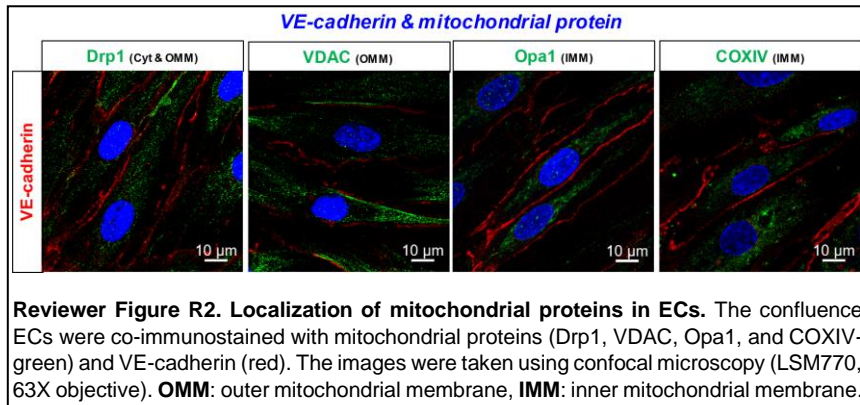 VE-cadherin & mitochondrial protein
Drp1 (Cyt & OMM)
VDAC (OMM)
Opa1 (IMM)
COXIV (IMM)
VE-cadherin
10 µm
10 µm
10 µm
10 µm
Reviewer Figure R2. Localization of mitochondrial proteins in ECs. The confluence
ECs were co-immunostained with mitochondrial proteins (Drp1, VDAC, Opa1, and COXIV-
green) and VE-cadherin (red). The images were taken using confocal microscopy (LSM770,
63X objective). OMM: outer mitochondrial membrane, IMM: inner mitochondrial membrane.